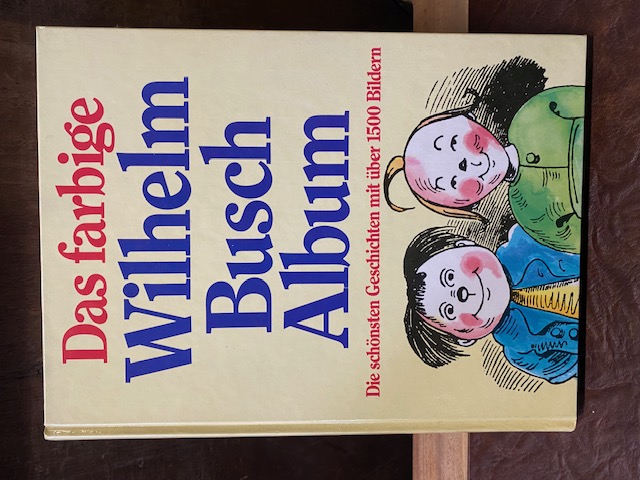 Das farbige
Wilhelm
Busch
Album
Die schönsten Geschichten mit über 1500 Bildern